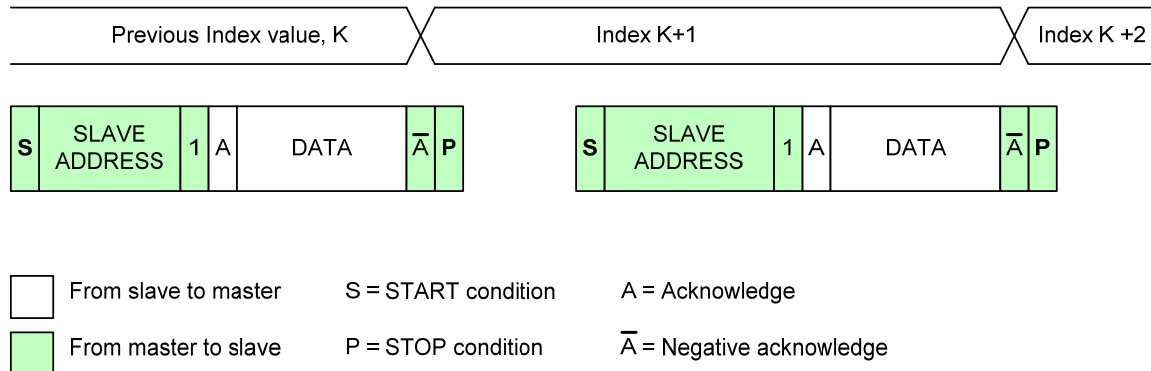 Previous Index value, K Index K+1 Index K +2
S SLAVE ADDRESS 1 A DATA A̅ P S SLAVE ADDRESS 1 A DATA A̅ P
From slave to master S = START condition A = Acknowledge
From master to slave P = STOP condition A̅ = Negative acknowledge